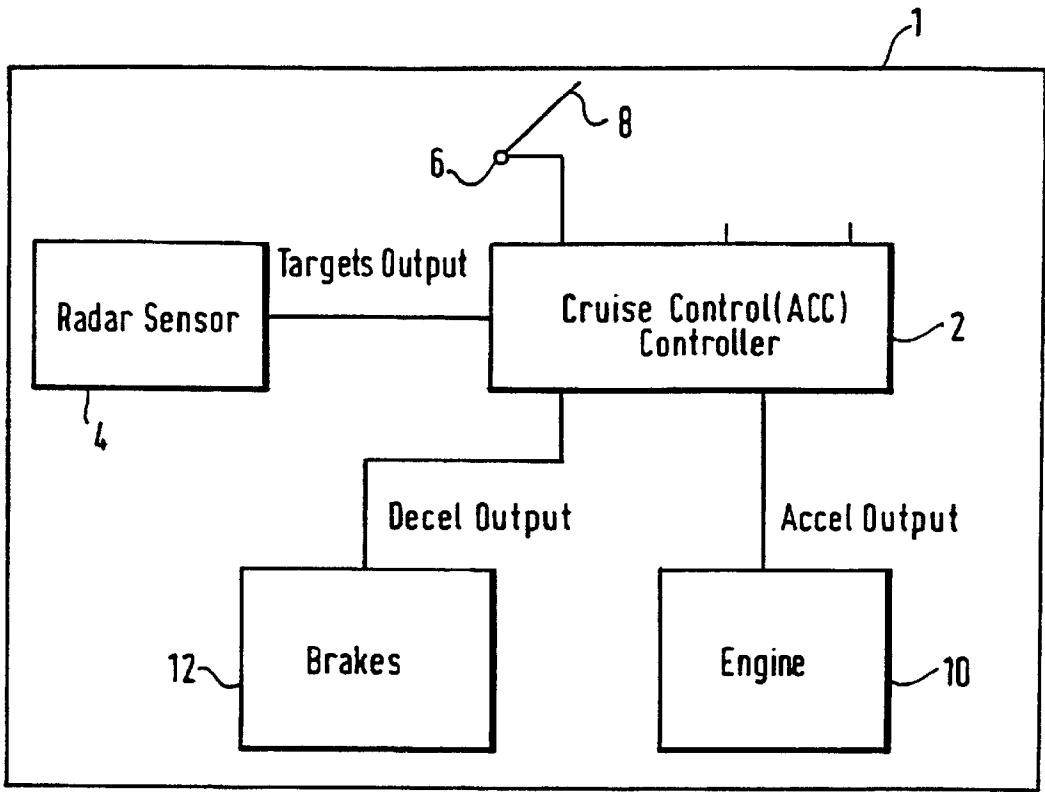 1
8
6
Targets Output
Radar Sensor
Cruise Control(ACC)
Controller
2
4
Decel Output
Accel Output
12
Brakes
Engine
10